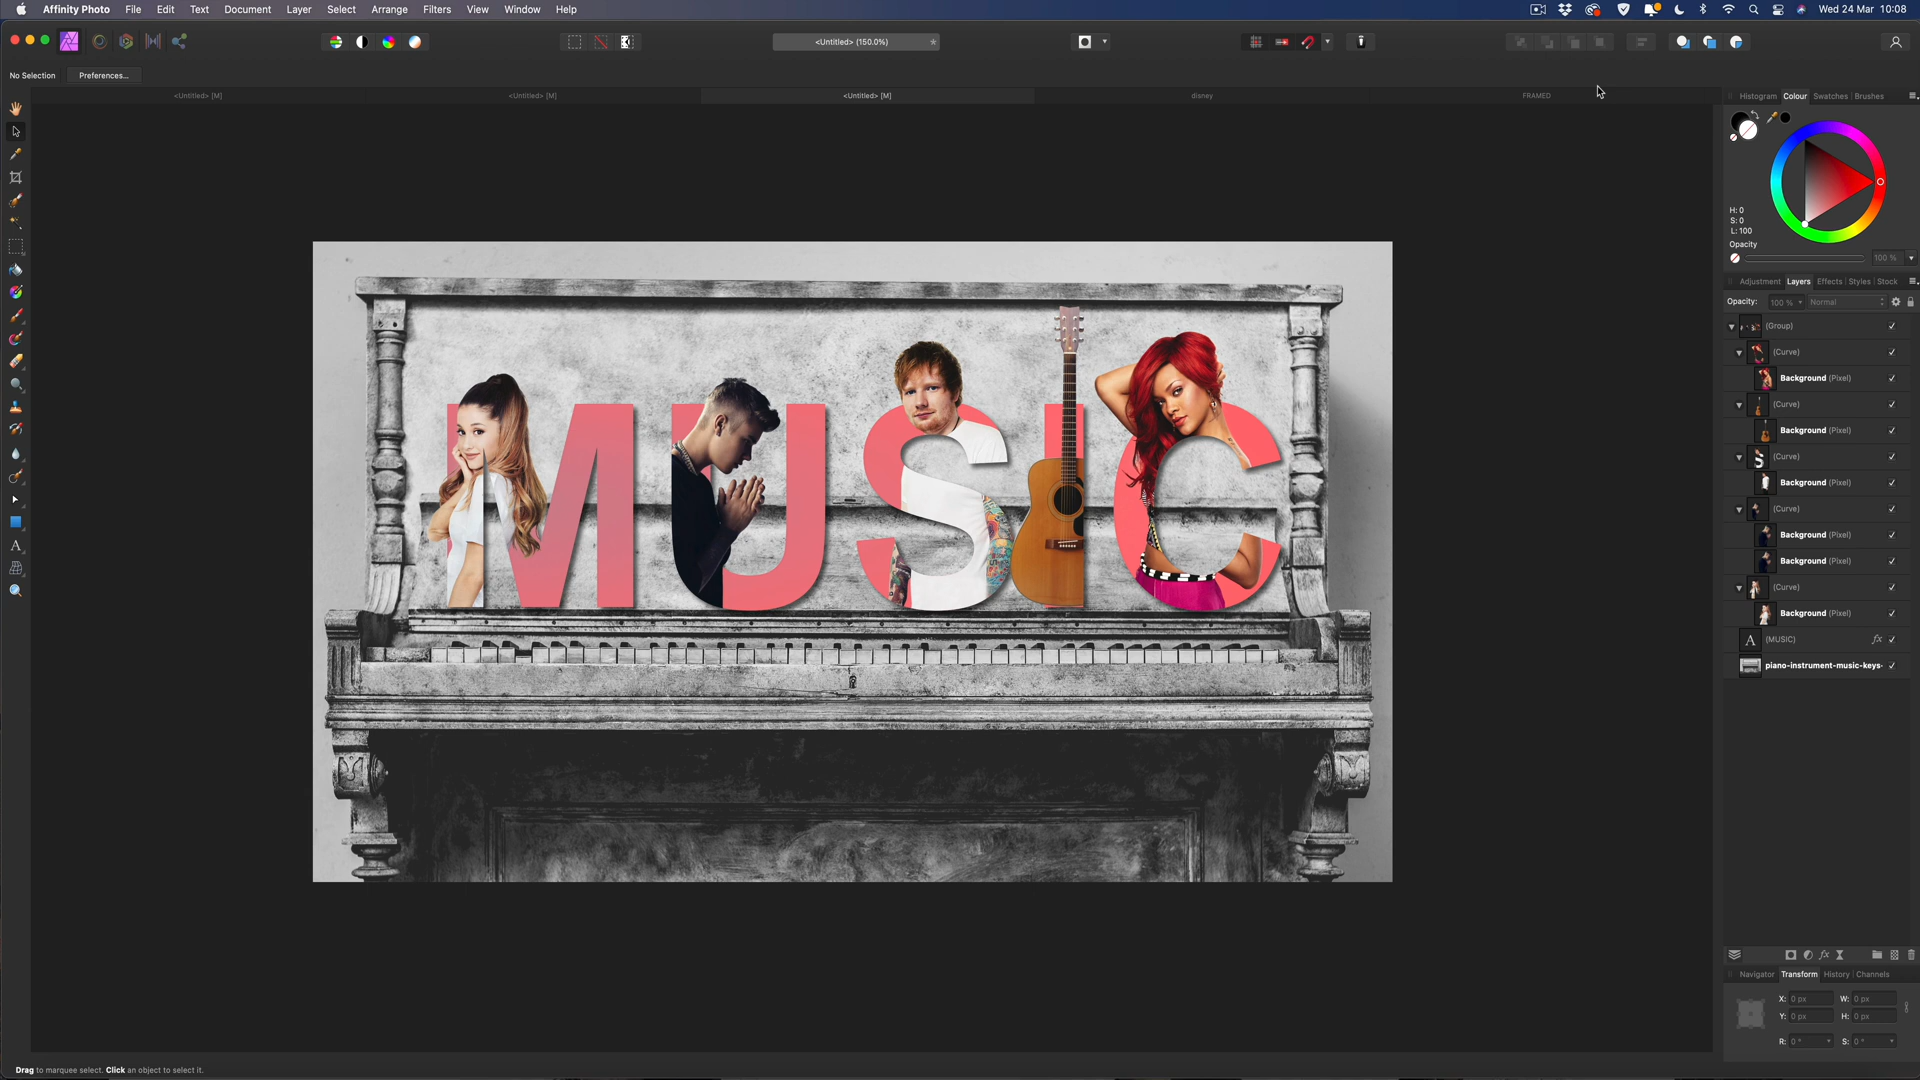 Affinity Photo File Edit Text Document Layer Select Arrange Filters View Window Help Wed 24 Mar 10:08
<Untitled> (150.0%)
No Selection Preferences...
<Untitled> [M] <Untitled> [M] <Untitled> [M] disney FRAMED
Histogram Colour Swatches Brushes
H: 0
S: 0
L: 100
Opacity
100 %
Adjustment Layers Effects Styles Stock
Opacity: 100 % Normal
(Group)
(Curve)
Background (Pixel)
(Curve)
Background (Pixel)
(Curve)
Background (Pixel)
(Curve)
Background (Pixel)
Background (Pixel)
(Curve)
Background (Pixel)
A (MUSIC) fx
piano-instrument-music-keys-
MUSIC
Navigator Transform History Channels
X: 0 px W: 0 px
Y: 0 px H: 0 px
R: 0 ° S: 0 °
Drag to marquee select. Click an object to select it.